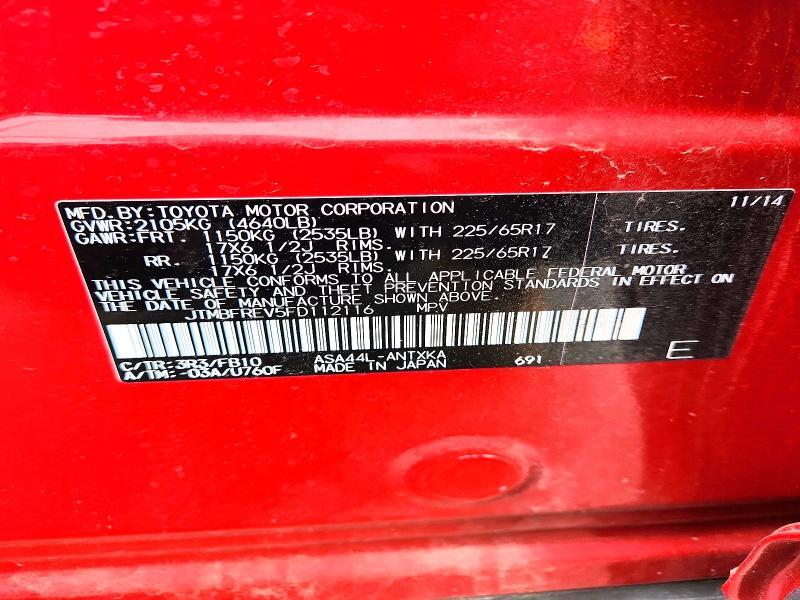 MFD. BY: TOYOTA MOTOR CORPORATION 11/14
GVWR: 2105KG (4640LB)
GAWR: FRT. 1150KG (2535LB) WITH 225/65R17 TIRES.
17X6 1/2J RIMS.
RR. 1150KG (2535LB) WITH 225/65R17 TIRES.
17X6 1/2J RIMS.
THIS VEHICLE CONFORMS TO ALL APPLICABLE FEDERAL MOTOR
VEHICLE SAFETY AND THEFT PREVENTION STANDARDS IN EFFECT ON
THE DATE OF MANUFACTURE SHOWN ABOVE.
JTMBFREV5FD112116 MPV
C/TR: 3R3/FB10 ASA44L-ANTXKA 691 E
A/TM: -03A/U760F MADE IN JAPAN